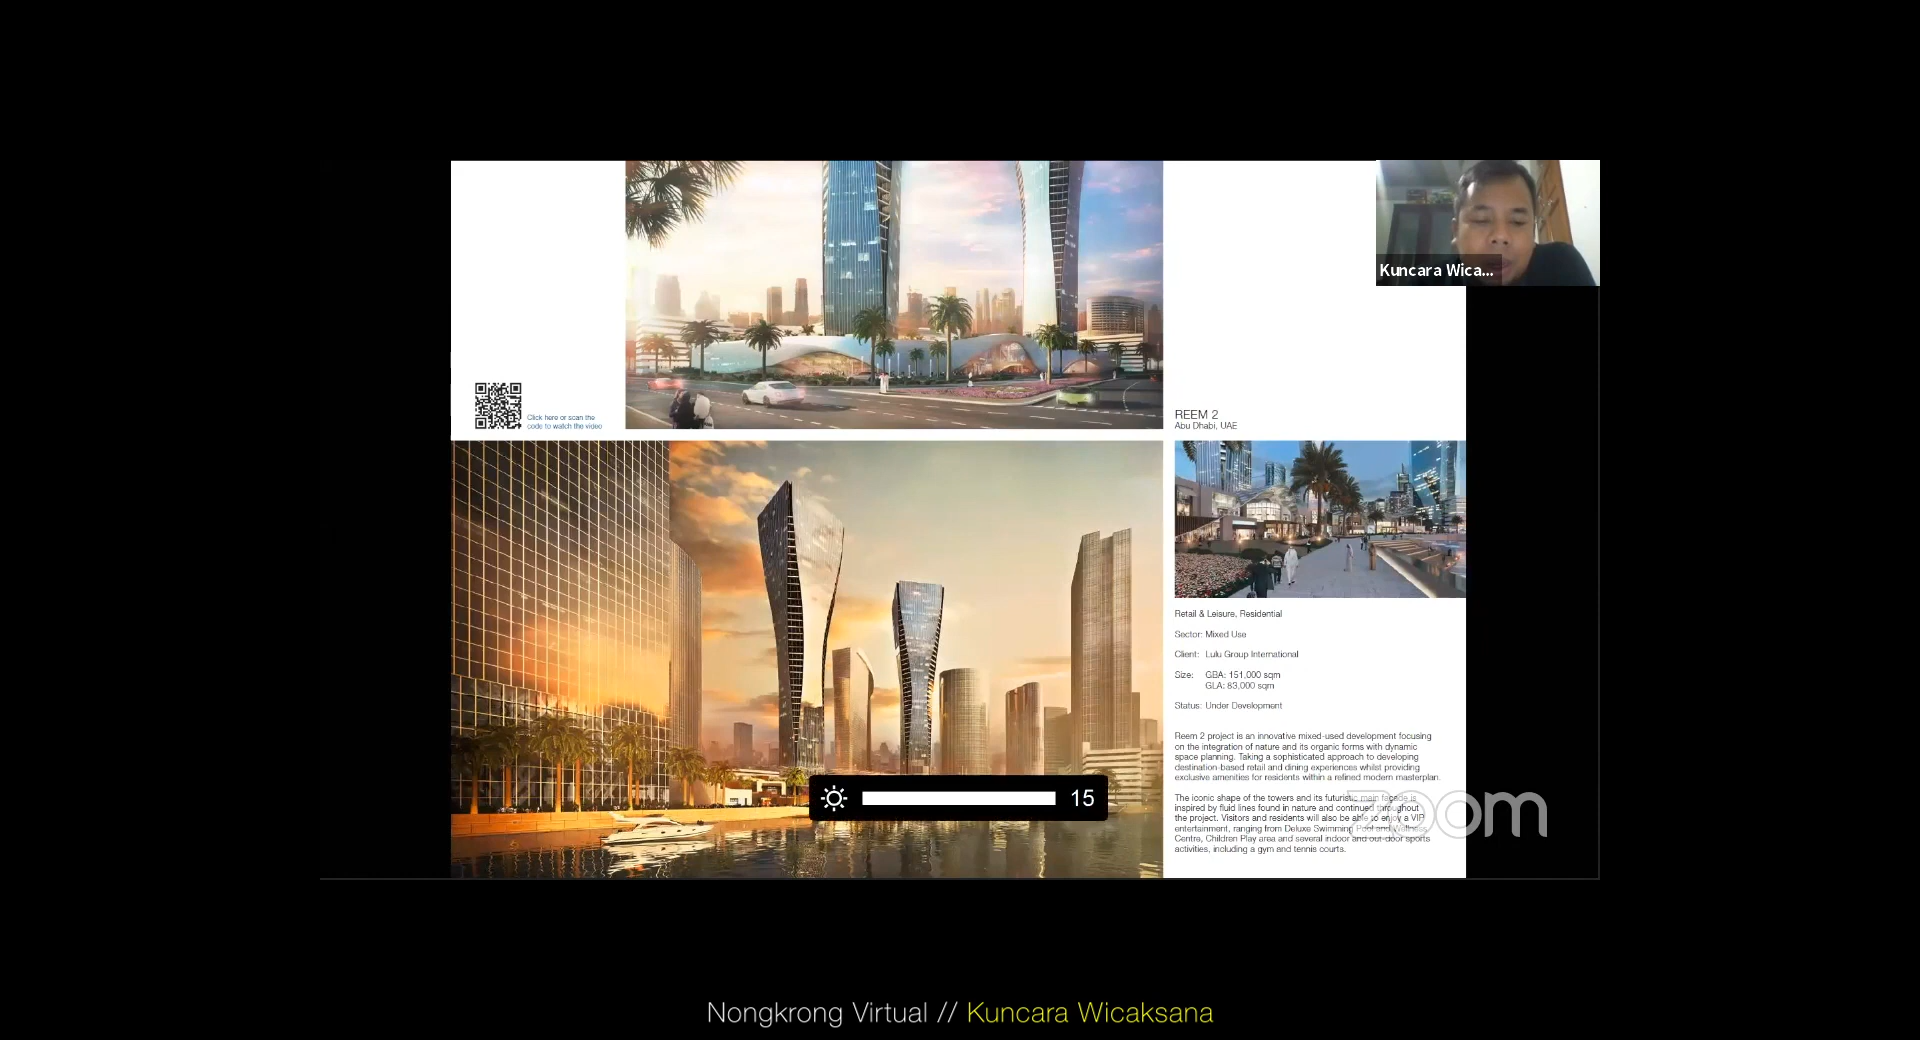 Kuncara Wica...
Click here or scan the
code to watch the video
REEM 2
Abu Dhabi, UAE
Retail & Leisure, Residential
Sector: Mixed Use
Client: Lulu Group International
Size: GBA: 151,000 sqm
GLA: 83,000 sqm
Status: Under Development
Reem 2 project is an innovative mixed-used development focusing
on the integration of nature and its organic forms with dynamic
space planning. Taking a sophisticated approach to developing
destination-based retail and dining experiences whilst providing
exclusive amenities for residents within a refined modern masterplan.
The iconic shape of the towers and its futuristic main façade is
inspired by fluid lines found in nature and continued throughout
the project. Visitors and residents will also be able to enjoy a VIP
entertainment, ranging from Deluxe Swimming Pool and Wellness
Centre, Children Play area and several indoor and out-door sports
activities, including a gym and tennis courts.
zoom
15
Nongkrong Virtual // Kuncara Wicaksana